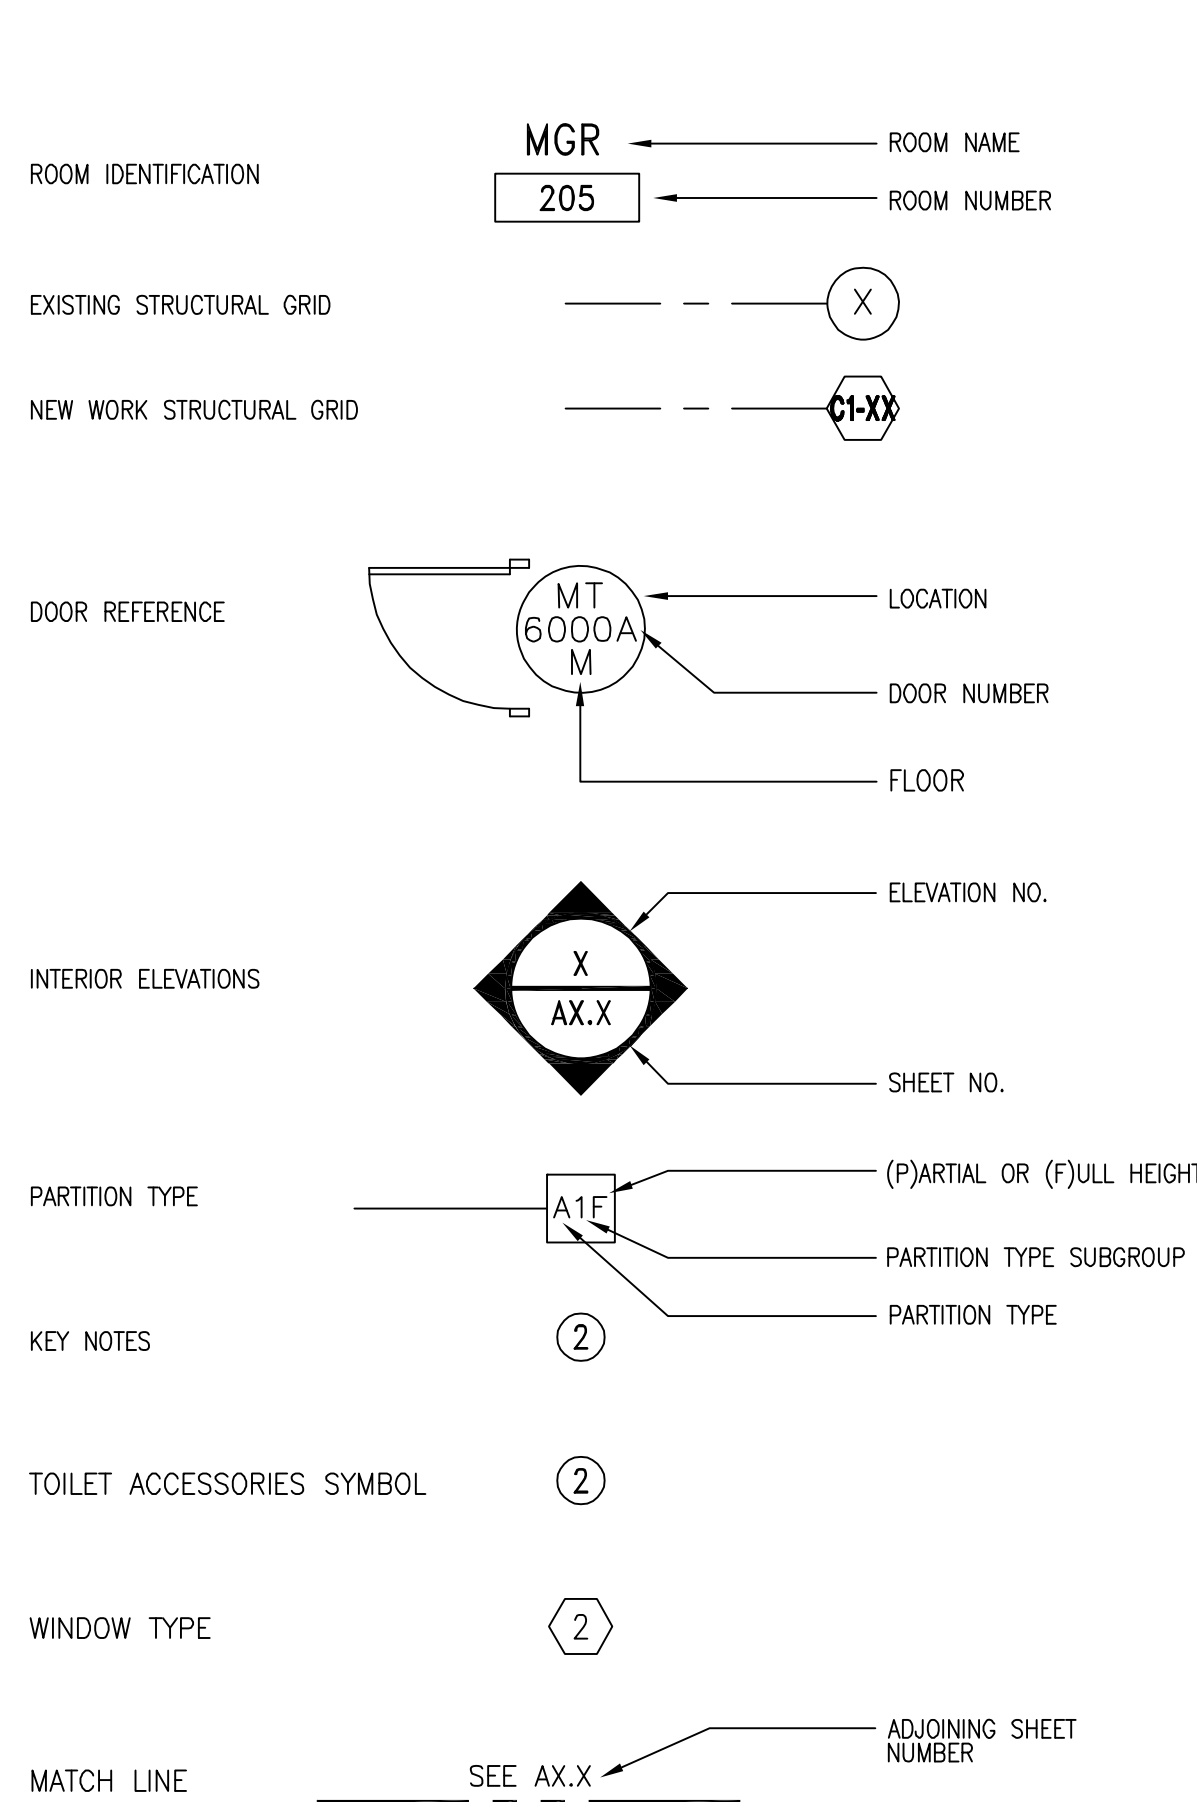 MGR
ROOM NAME
ROOM IDENTIFICATION
205
ROOM NUMBER
EXISTING STRUCTURAL GRID
X
NEW WORK STRUCTURAL GRID
C1-XX
DOOR REFERENCE
MT
6000A
M
LOCATION
DOOR NUMBER
FLOOR
ELEVATION NO.
INTERIOR ELEVATIONS
X
AX.X
SHEET NO.
PARTITION TYPE
A1F
(P)ARTIAL OR (F)ULL HEIGHT
PARTITION TYPE SUBGROUP
PARTITION TYPE
KEY NOTES
2
TOILET ACCESSORIES SYMBOL
2
WINDOW TYPE
2
ADJOINING SHEET
NUMBER
MATCH LINE
SEE AX.X